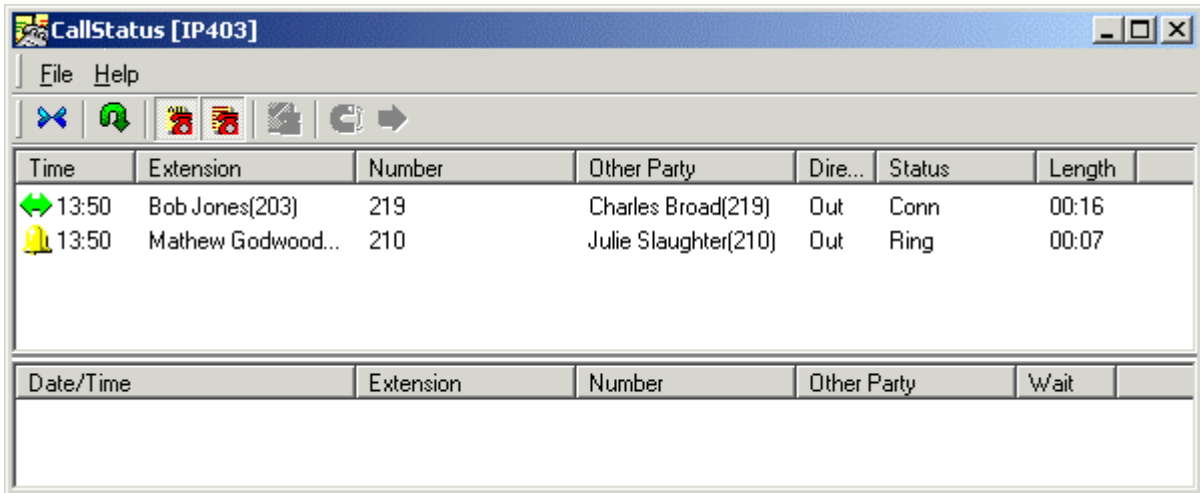 CallStatus [IP403]
File Help
Time Extension Number Other Party Dire... Status Length
13:50 Bob Jones(203) 219 Charles Broad(219) Out Conn 00:16
13:50 Mathew Godwood... 210 Julie Slaughter(210) Out Ring 00:07
Date/Time Extension Number Other Party Wait